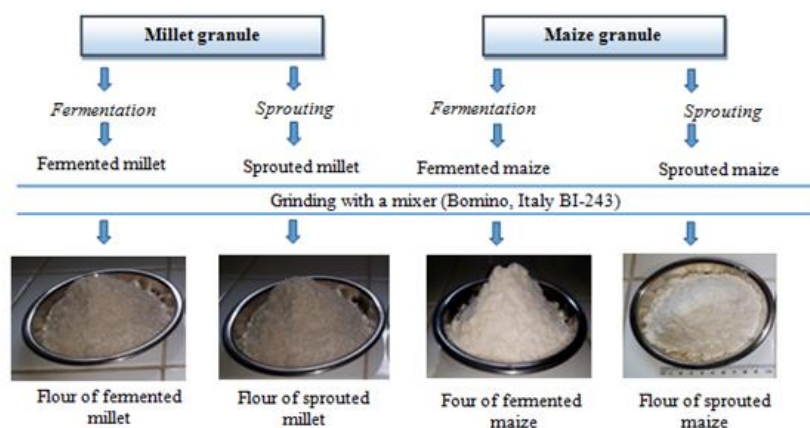 Millet granule
Maize granule
Fermentation
Sprouting
Fermentation
Sprouting
Fermented millet
Sprouted millet
Fermented maize
Sprouted maize
Grinding with a mixer (Bomino, Italy BI-243)
Flour of fermented
millet
Flour of sprouted
millet
Four of fermented
maize
Flour of sprouted
maize